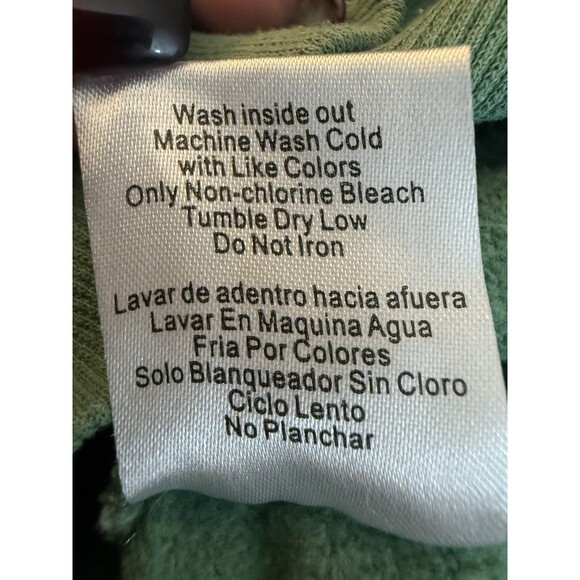 Wash inside out
Machine Wash Cold
with Like Colors
Only Non-chlorine Bleach
Tumble Dry Low
Do Not Iron
Lavar de adentro hacia afuera
Lavar En Maquina Agua
Fria Por Colores
Solo Blanqueador Sin Cloro
Ciclo Lento
No Planchar